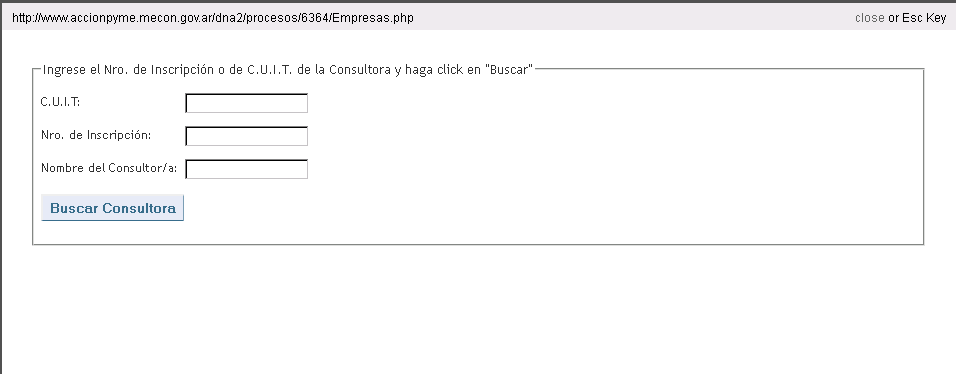 http://www.accionpyme.mecon.gov.ar/dna2/procesos/6364/Empresas.php close or Esc Key
Ingrese el Nro. de Inscripción o de C.U.I.T. de la Consultora y haga click en "Buscar"
C.U.I.T:
Nro. de Inscripción:
Nombre del Consultor/a:
Buscar Consultora